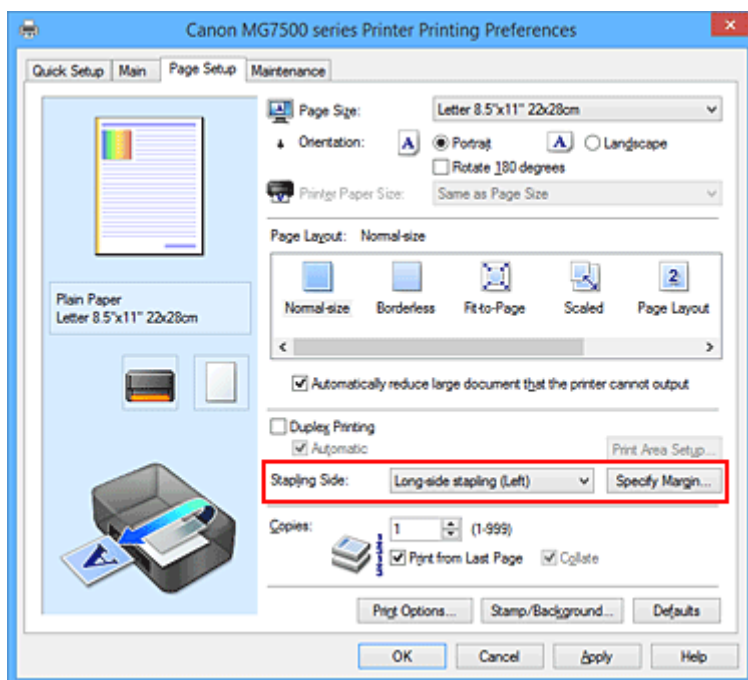 Canon MG7500 series Printer Printing Preferences
Quick Setup Main Page Setup Maintenance
Page Size: Letter 8.5"x11" 22x28cm
Orientation: A Portrait A Landscape
Rotate 180 degrees
Printer Paper Size: Same as Page Size
Page Layout: Normal-size
2
Normal-size Borderless Fit-to-Page Scaled Page Layout
Plain Paper
Letter 8.5"x11" 22x28cm
Automatically reduce large document that the printer cannot output
Duplex Printing
Automatic Print Area Setup...
Stapling Side: Long-side stapling (Left) Specify Margin...
Copies: 1 (1-999)
Print from Last Page Collate
A
Print Options... Stamp/Background... Defaults
OK Cancel Apply Help